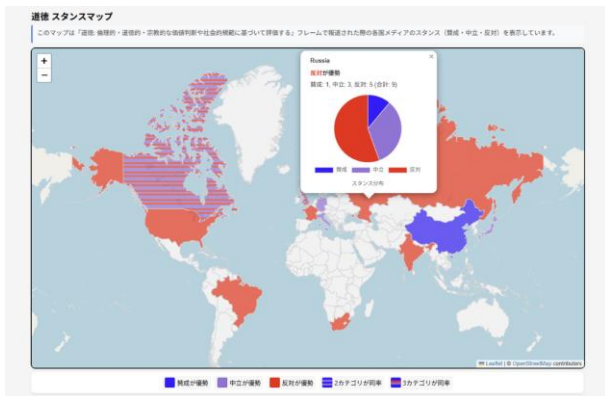 道徳 スタンスマップ
このマップは「道徳: 倫理的・道徳的・宗教的な価値判断や社会的規範に基づいて評価する」フレームで報道された際の各国メディアのスタンス（賛成・中立・反対）を表示しています。
+
−
Russia
×
反対が優勢
賛成: 1, 中立: 3, 反対: 5 (合計: 9)
賛成 中立 反対
スタンス分布
Leaflet | © OpenStreetMap contributors
賛成が優勢 中立が優勢 反対が優勢 2カテゴリが同率 3カテゴリが同率